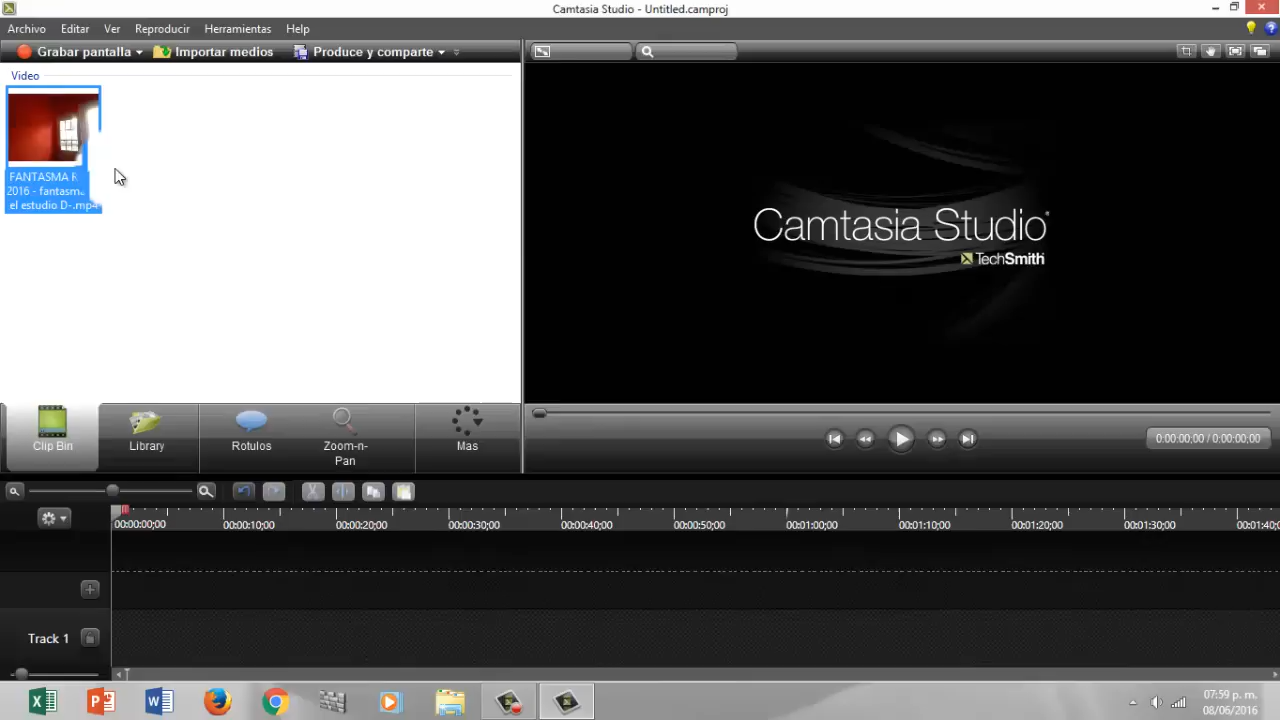 Camtasia Studio - Untitled.camproj
Archivo Editar Ver Reproducir Herramientas Help
Grabar pantalla Importar medios Produce y comparte
Video
FANTASMA
2016 - fantasm
el estudio D-.mp4
Camtasia Studio
TechSmith
Clip Bin Library Rotulos Zoom-n-Pan Mas
0:00:00;00 / 0:00:00;00
00:00:00;00 00:00:10;00 00:00:20;00 00:00:30;00 00:00:40;00 00:00:50;00 00:01:00;00 00:01:10;00 00:01:20;00 00:01:30;00 00:01:40;0
Track 1
07:59 p. m.
08/06/2016